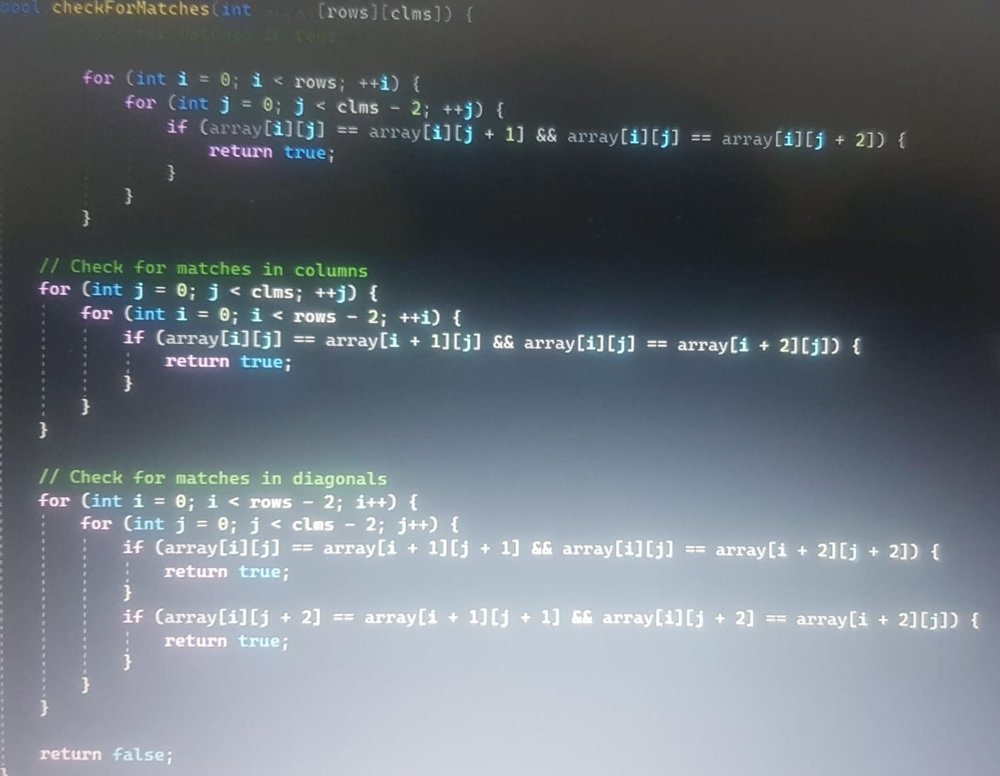 bool checkForMatches(int array[rows][clms]) {
for matches in rows
for (int i = 0; i < rows; ++i) {
for (int j = 0; j < clms - 2; ++j) {
if (array[i][j] == array[i][j + 1] && array[i][j] == array[i][j + 2]) {
return true;
}
}
}
// Check for matches in columns
for (int j = 0; j < clms; ++j) {
for (int i = 0; i < rows - 2; ++i) {
if (array[i][j] == array[i + 1][j] && array[i][j] == array[i + 2][j]) {
return true;
}
}
}
// Check for matches in diagonals
for (int i = 0; i < rows - 2; i++) {
for (int j = 0; j < clms - 2; j++) {
if (array[i][j] == array[i + 1][j + 1] && array[i][j] == array[i + 2][j + 2]) {
return true;
}
if (array[i][j + 2] == array[i + 1][j + 1] && array[i][j + 2] == array[i + 2][j]) {
return true;
}
}
}
return false;
}